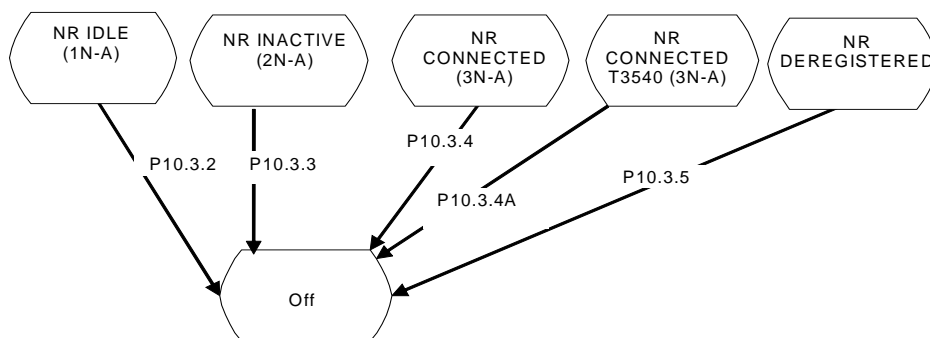 NR IDLE
(1N-A)
NR INACTIVE
(2N-A)
NR
CONNECTED
(3N-A)
NR
CONNECTED
T3540 (3N-A)
NR
DEREGISTERED
P10.3.2
P10.3.3
P10.3.4
P10.3.4A
P10.3.5
Off